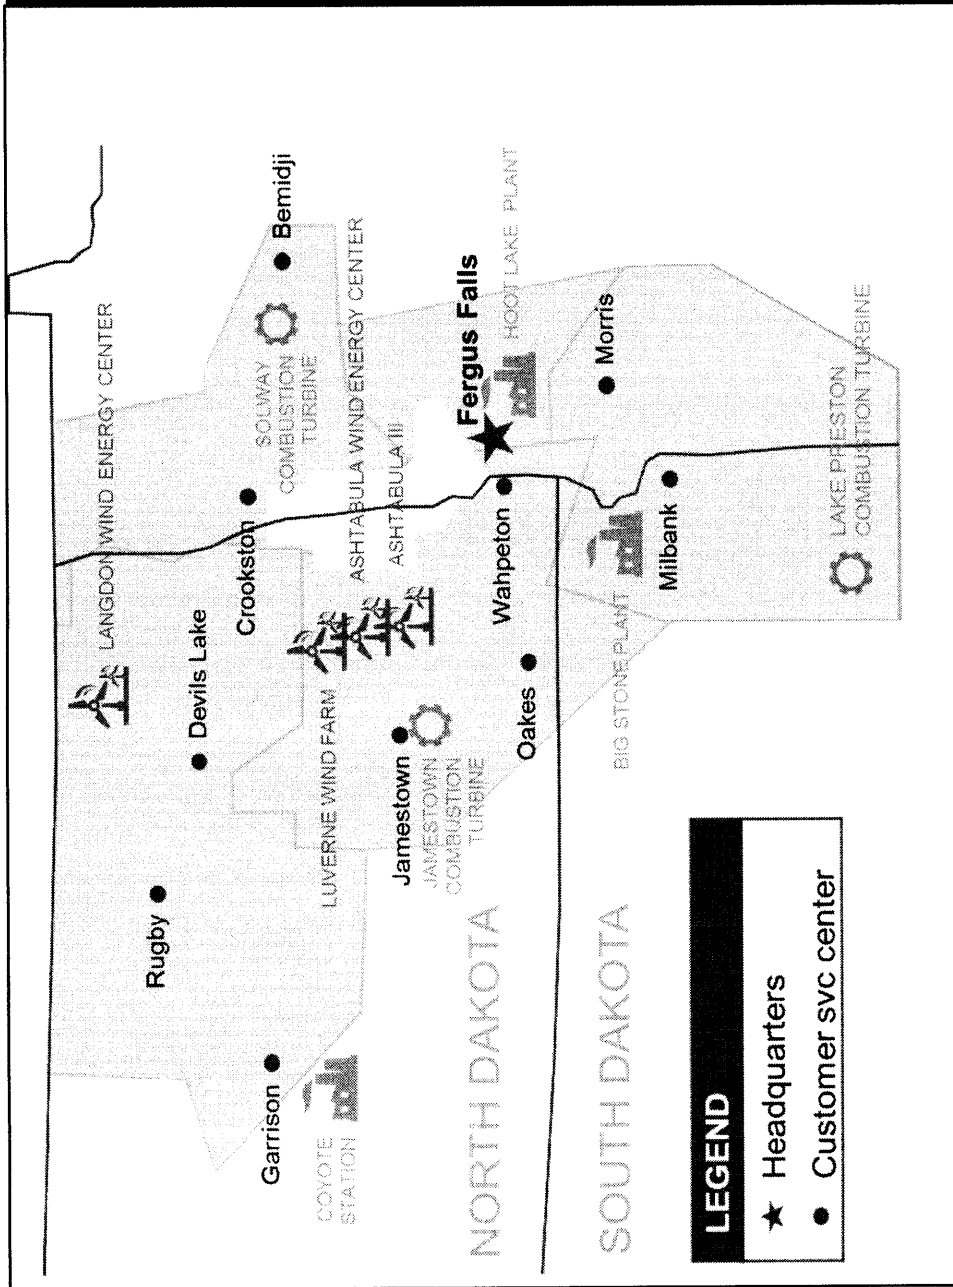 LANGDON WIND ENERGY CENTER
Rugby
Devils Lake
Crookston
Bemidji
SOLWAY
COMBUSTION
TURBINE
Garrison
COYOTE
STATION
LUVERNE WIND FARM
ASHTABULA WIND ENERGY CENTER
ASHTABULA III
Jamestown
JAMESTOWN
COMBUSTION
TURBINE
Fergus Falls
HOOT LAKE PLANT
Wahpeton
Oakes
NORTH DAKOTA
SOUTH DAKOTA
BIG STONE PLANT
Morris
Milbank
LAKE PRESTON
COMBUSTION TURBINE
LEGEND
Headquarters
Customer svc center